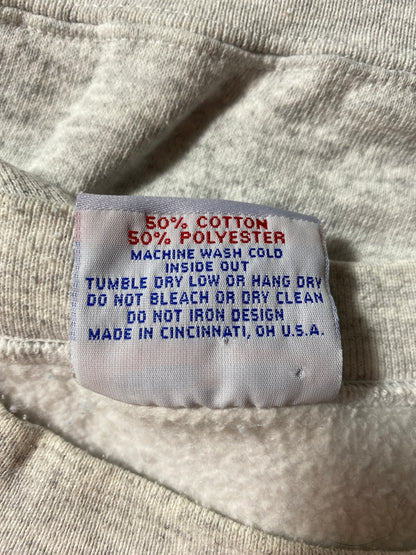 50% COTTON
50% POLYESTER
MACHINE WASH COLD
INSIDE OUT
TUMBLE DRY LOW OR HANG DRY
DO NOT BLEACH OR DRY CLEAN
DO NOT IRON DESIGN
MADE IN CINCINNATI, OH U.S.A.